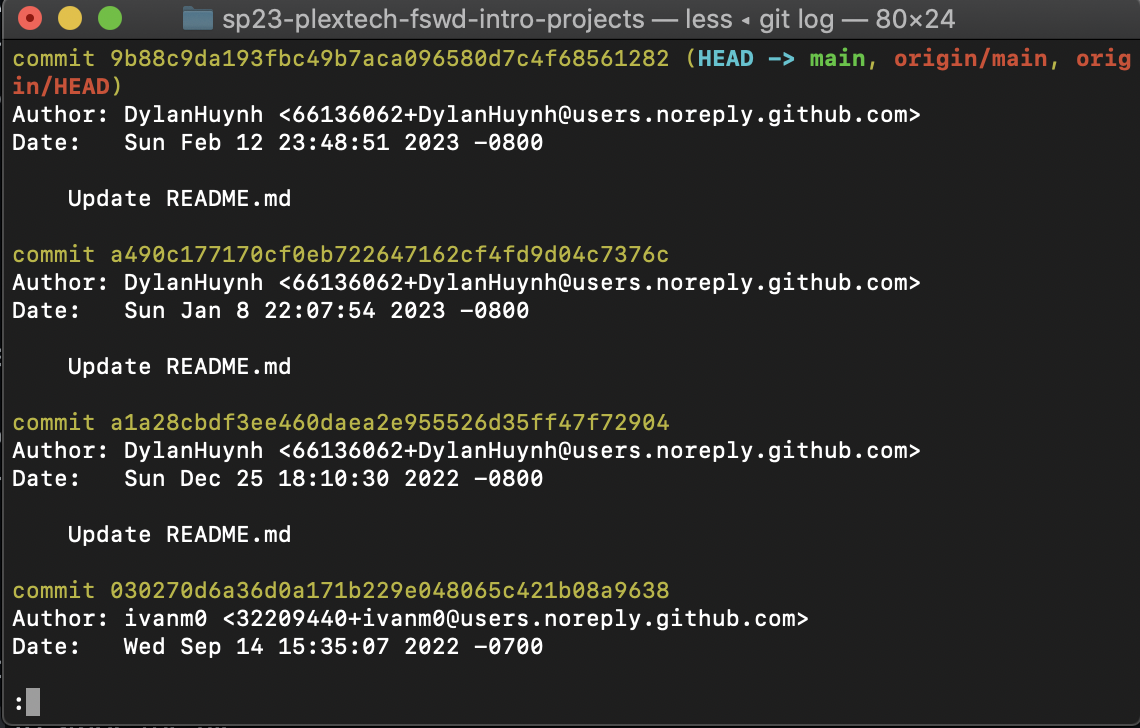 sp23-plextech-fswd-intro-projects — less ◂ git log — 80×24
commit 9b88c9da193fbc49b7aca096580d7c4f68561282 (HEAD -> main, origin/main, orig
in/HEAD)
Author: DylanHuynh <66136062+DylanHuynh@users.noreply.github.com>
Date:   Sun Feb 12 23:48:51 2023 -0800
    Update README.md
commit a490c177170cf0eb722647162cf4fd9d04c7376c
Author: DylanHuynh <66136062+DylanHuynh@users.noreply.github.com>
Date:   Sun Jan 8 22:07:54 2023 -0800
    Update README.md
commit a1a28cbdf3ee460daea2e955526d35ff47f72904
Author: DylanHuynh <66136062+DylanHuynh@users.noreply.github.com>
Date:   Sun Dec 25 18:10:30 2022 -0800
    Update README.md
commit 030270d6a36d0a171b229e048065c421b08a9638
Author: ivanm0 <32209440+ivanm0@users.noreply.github.com>
Date:   Wed Sep 14 15:35:07 2022 -0700
: